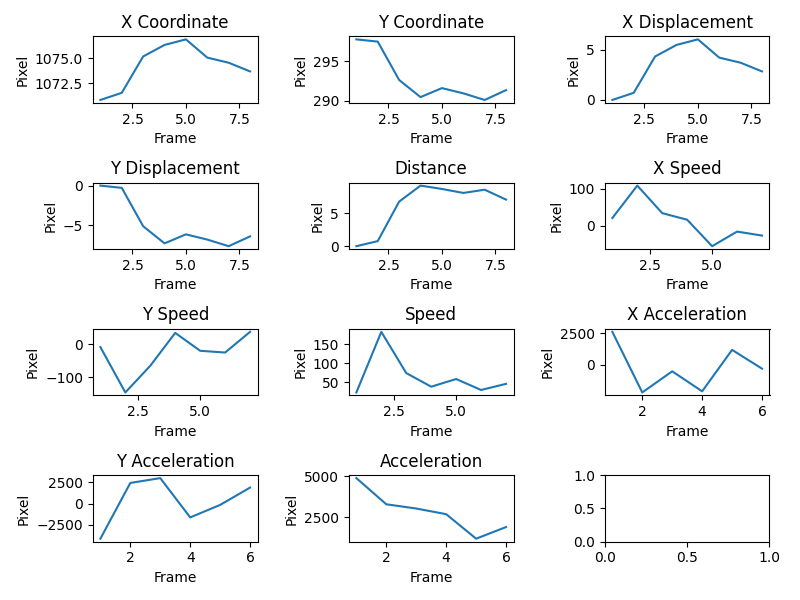 X Coordinate
Y Coordinate
X Displacement
1075.0
1072.5
Pixel
2.5 5.0 7.5
Frame
295
290
Pixel
2.5 5.0 7.5
Frame
5
0
Pixel
2.5 5.0 7.5
Frame
Y Displacement
Distance
X Speed
0
−5
Pixel
2.5 5.0 7.5
Frame
5
0
Pixel
2.5 5.0 7.5
Frame
100
0
Pixel
2.5 5.0
Frame
Y Speed
Speed
X Acceleration
0
−100
Pixel
2.5 5.0
Frame
150
100
50
Pixel
2.5 5.0
Frame
2500
0
Pixel
2 4 6
Frame
Y Acceleration
Acceleration
2500
0
−2500
Pixel
2 4 6
Frame
5000
2500
Pixel
2 4 6
Frame
1.0
0.5
0.0
0.0 0.5 1.0